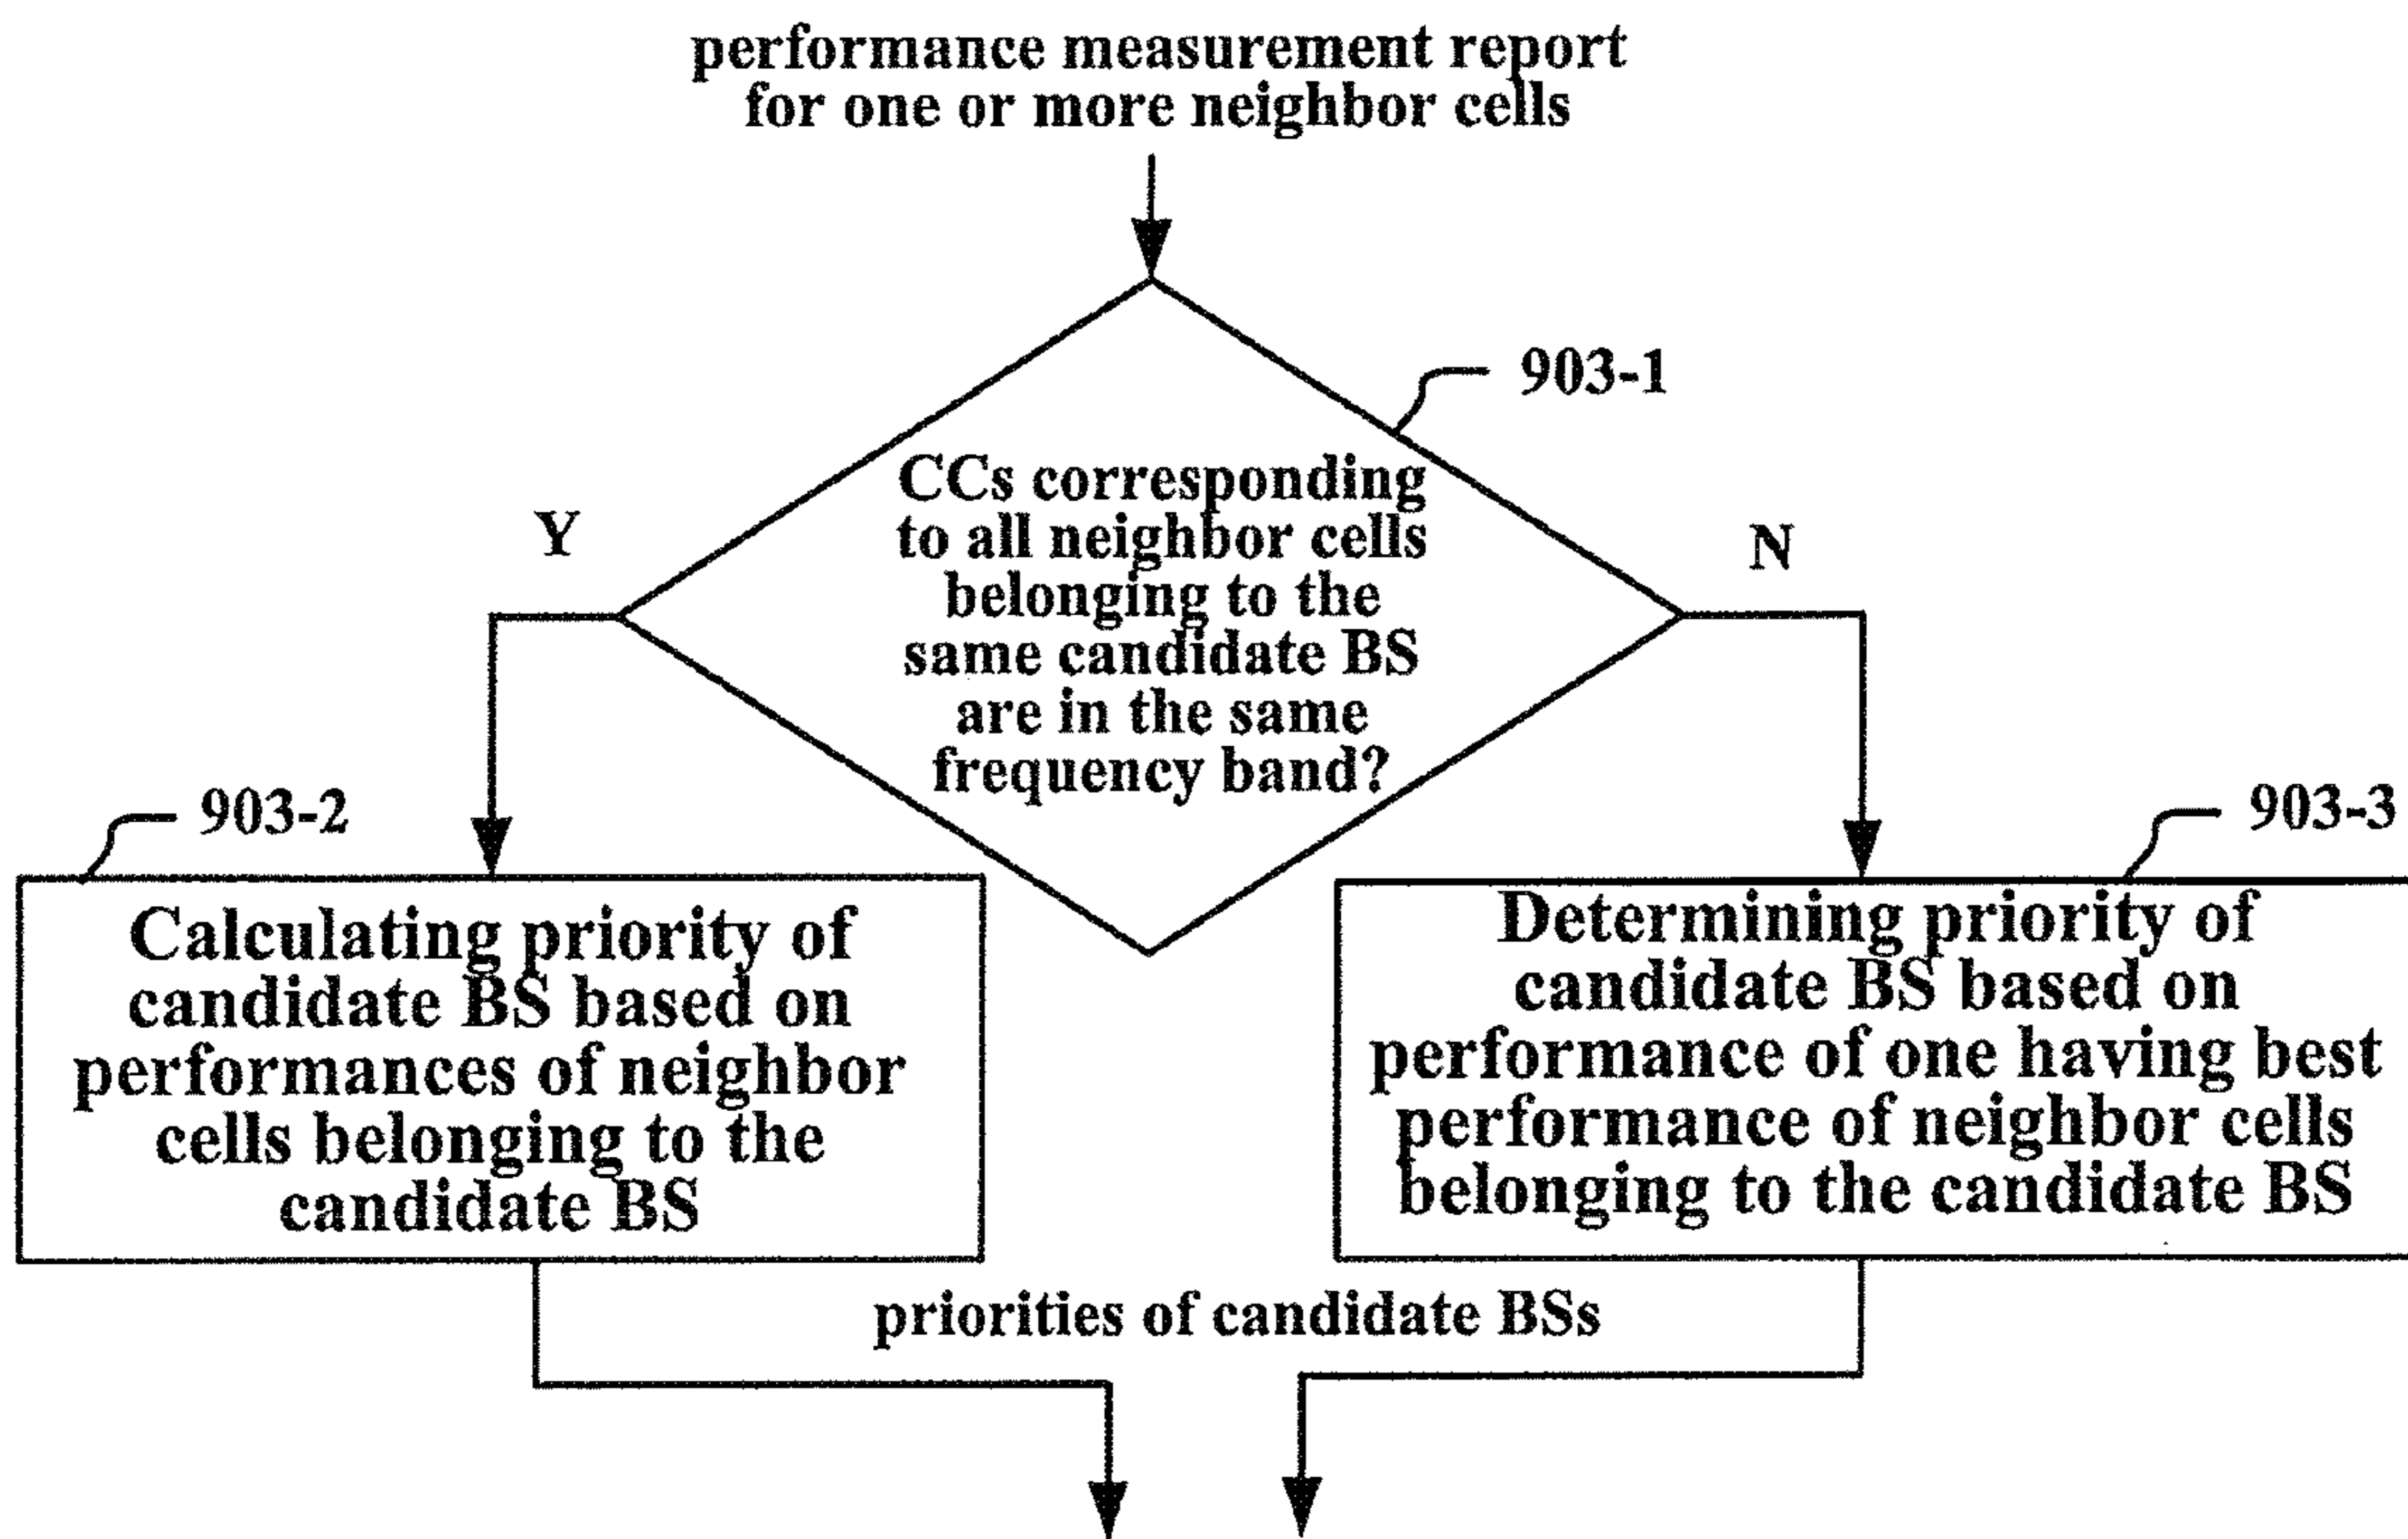 performance measurement report
for one or more neighbor cells
903-1
CCs corresponding
to all neighbor cells
belonging to the
same candidate BS
are in the same
frequency band?
Y
N
903-2
903-3
Calculating priority of
candidate BS based on
performances of neighbor
cells belonging to the
candidate BS
Determining priority of
candidate BS based on
performance of one having best
performance of neighbor cells
belonging to the candidate BS
priorities of candidate BSs